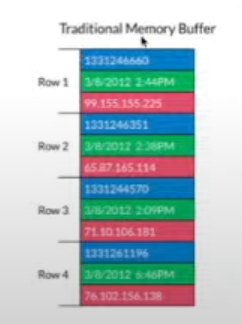 Traditional Memory Buffer
Row 1
1331246660
3/8/2012 2:44PM
99.155.155.225
Row 2
1331246351
3/8/2012 2:38PM
65.87.165.114
Row 3
1331244570
3/8/2012 2:09PM
71.10.106.181
Row 4
1331261196
3/8/2012 6:46PM
76.102.156.138